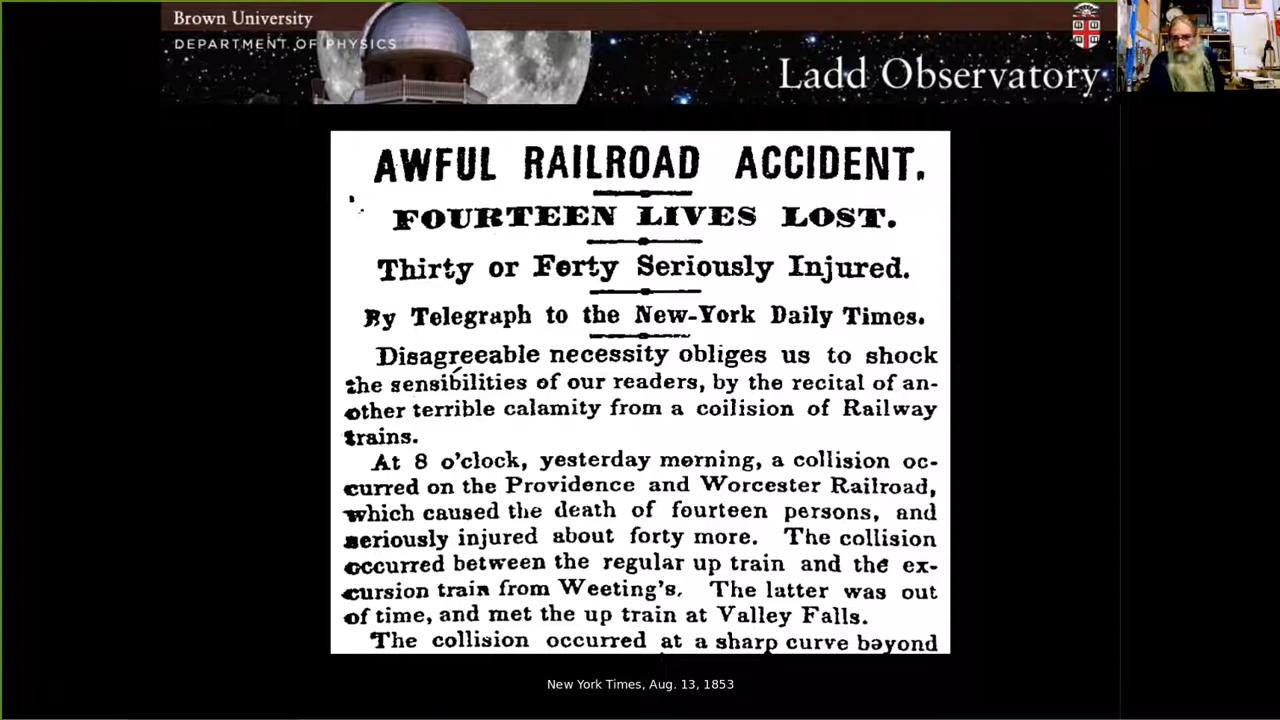 Brown University
DEPARTMENT OF PHYSICS
Ladd Observatory
AWFUL RAILROAD ACCIDENT.
FOURTEEN LIVES LOST.
Thirty or Forty Seriously Injured.
By Telegraph to the New-York Daily Times.
Disagreeable necessity obliges us to shock
the sensibilities of our readers, by the recital of an-
other terrible calamity from a coilision of Railway
trains.
At 8 o'clock, yesterday morning, a collision oc-
curred on the Providence and Worcester Railroad,
which caused the death of fourteen persons, and
seriously injured about forty more. The collision
occurred between the regular up train and the ex-
cursion train from Weeting's. The latter was out
of time, and met the up train at Valley Falls.
The collision occurred at a sharp curve beyond
New York Times, Aug. 13, 1853